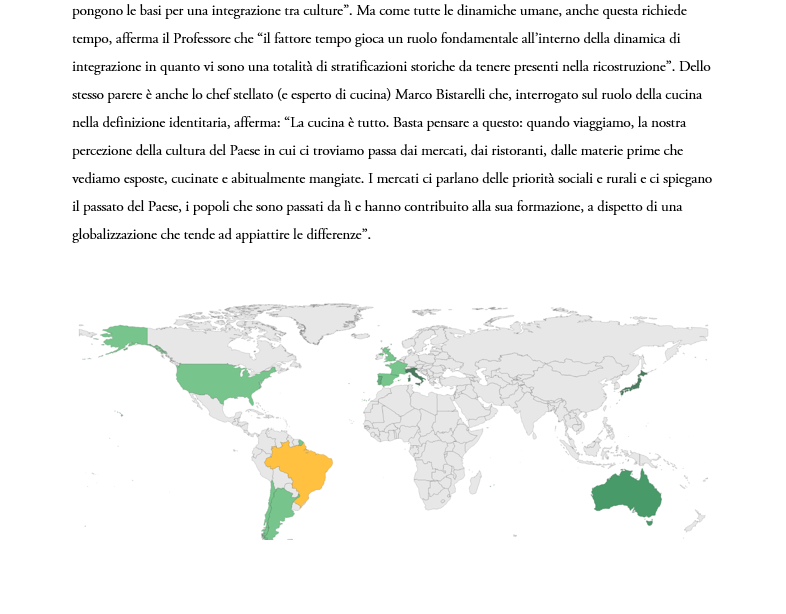 pongono le basi per una integrazione tra culture”. Ma come tutte le dinamiche umane, anche questa richiede
tempo, afferma il Professore che “il fattore tempo gioca un ruolo fondamentale all’interno della dinamica di
integrazione in quanto vi sono una totalità di stratificazioni storiche da tenere presenti nella ricostruzione”. Dello
stesso parere è anche lo chef stellato (e esperto di cucina) Marco Bistarelli che, interrogato sul ruolo della cucina
nella definizione identitaria, afferma: “La cucina è tutto. Basta pensare a questo: quando viaggiamo, la nostra
percezione della cultura del Paese in cui ci troviamo passa dai mercati, dai ristoranti, dalle materie prime che
vediamo esposte, cucinate e abitualmente mangiate. I mercati ci parlano delle priorità sociali e rurali e ci spiegano
il passato del Paese, i popoli che sono passati da lì e hanno contribuito alla sua formazione, a dispetto di una
globalizzazione che tende ad appiattire le differenze”.